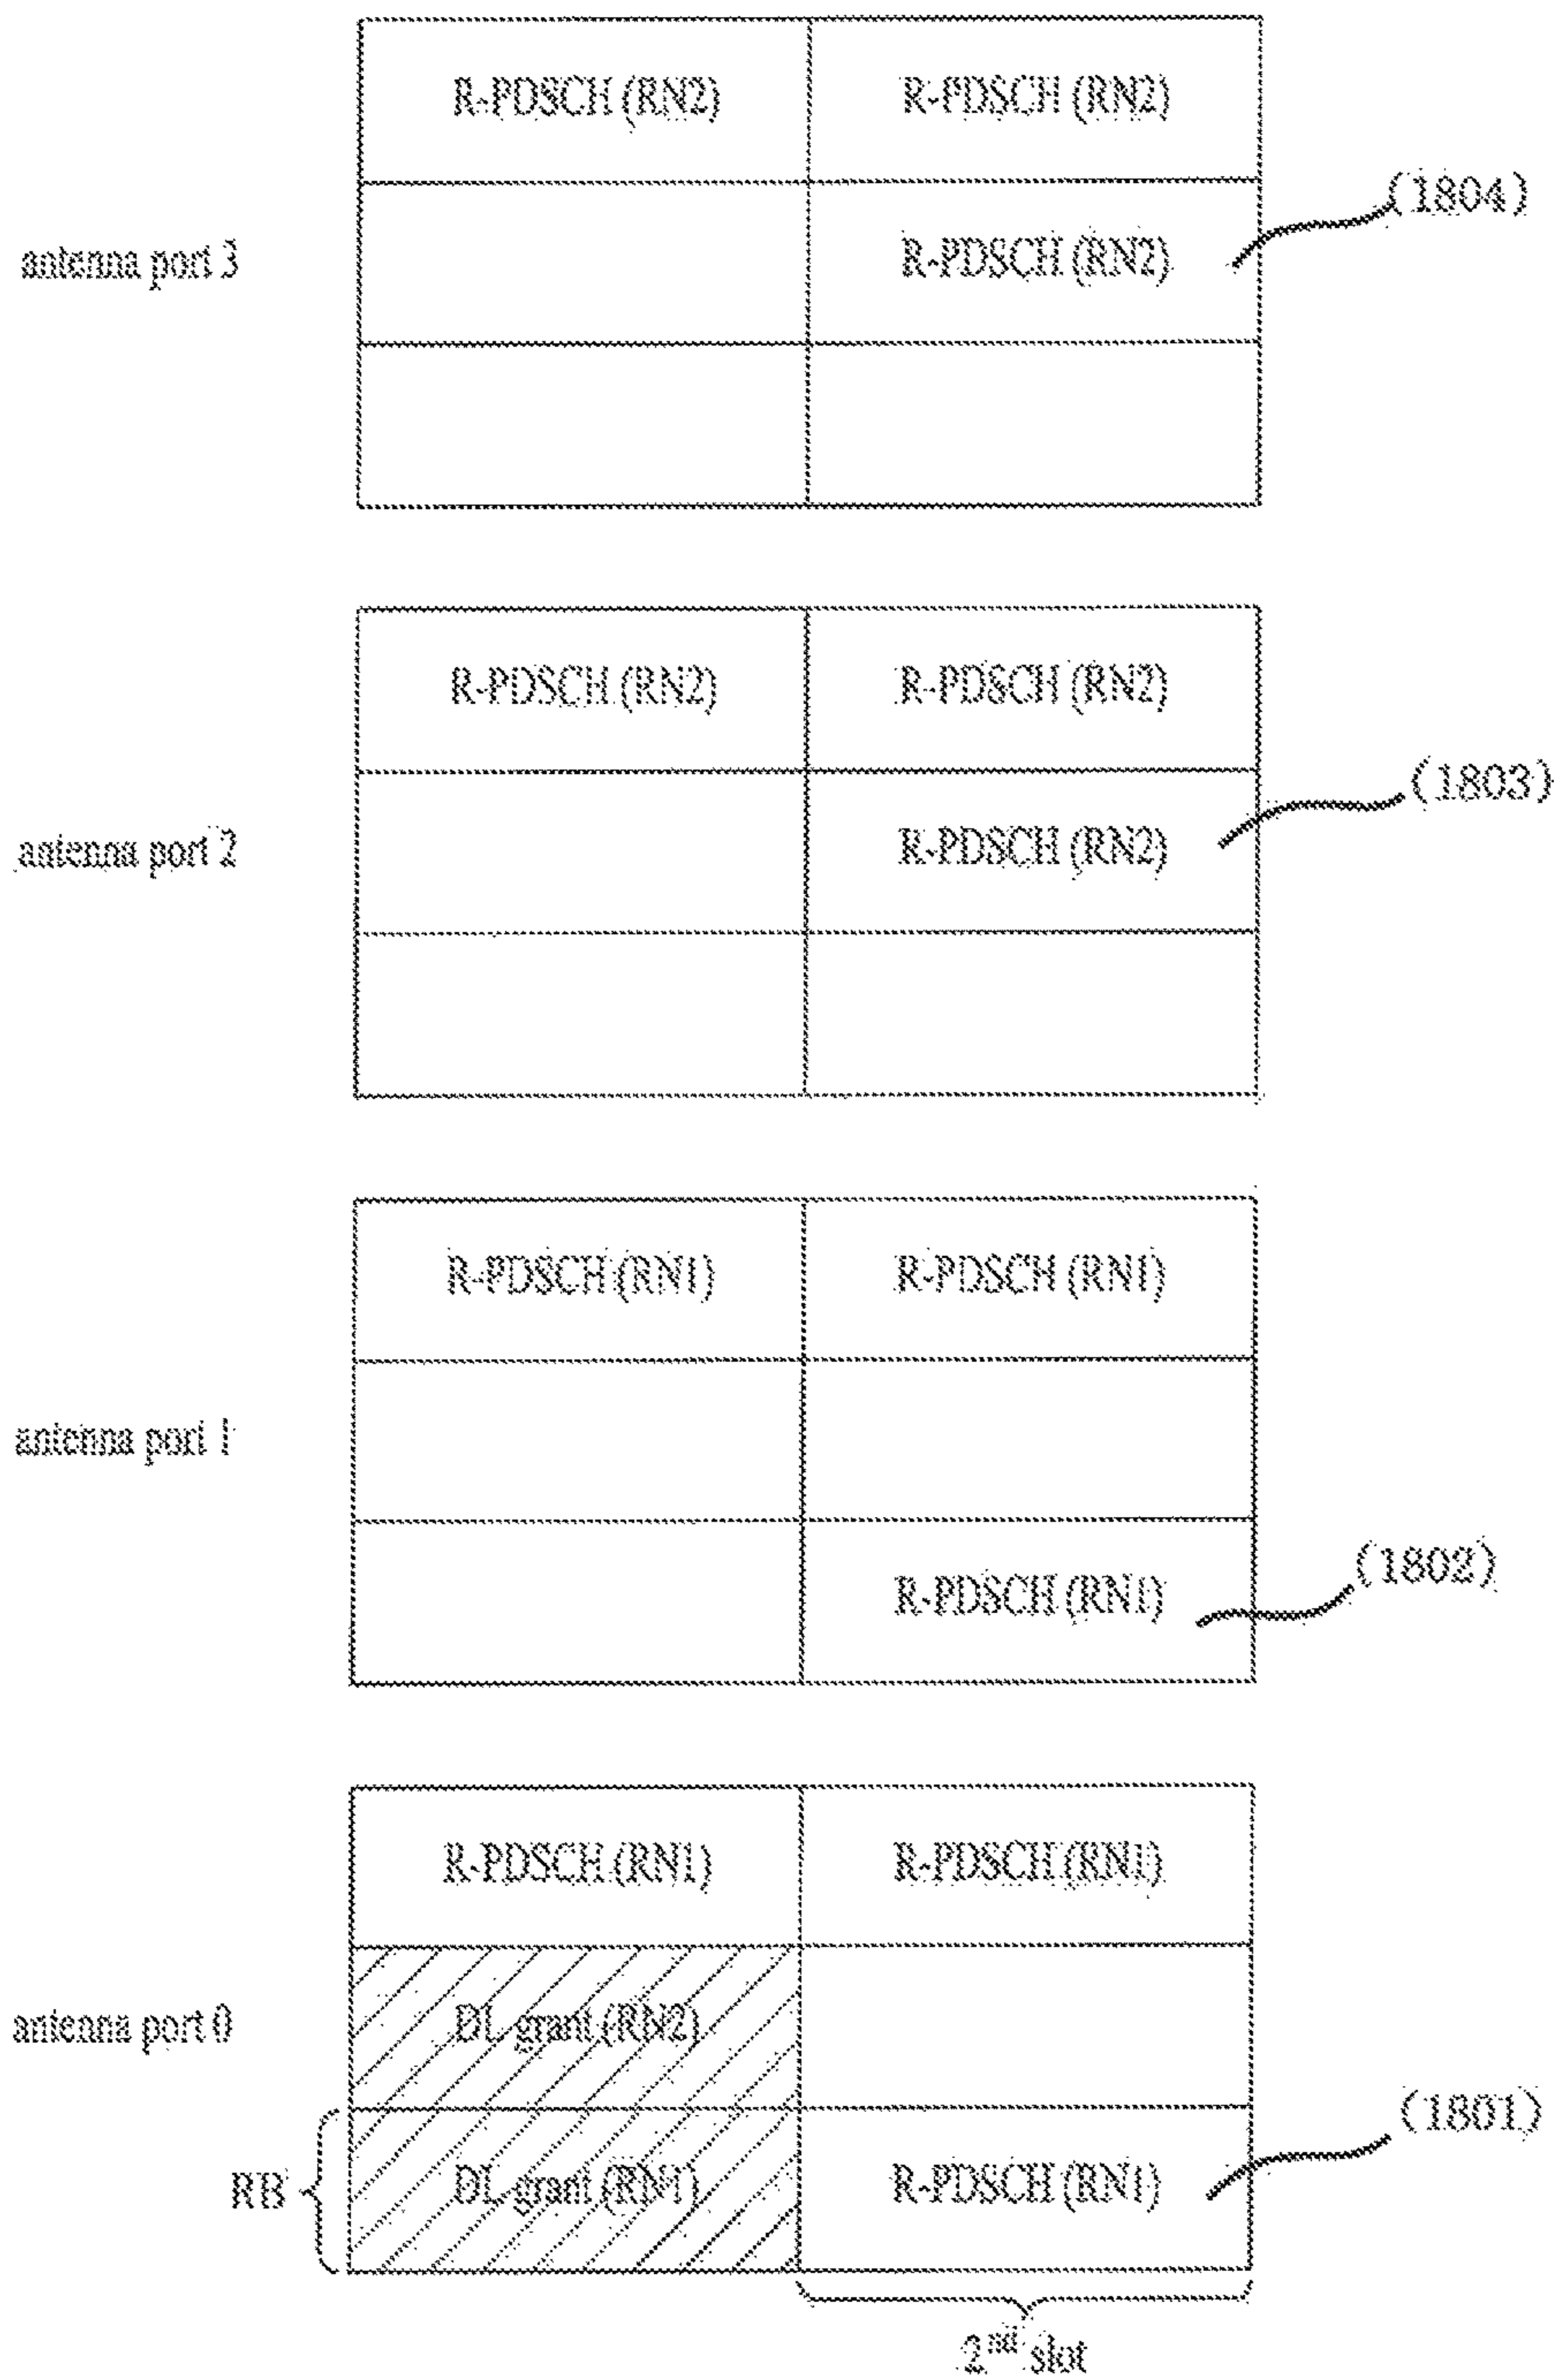 R-PDSCH (RN2) R-PDSCH (RN2)
(1804)
antenna port 3
R-PDSCH (RN2)
R-PDSCH (RN2) R-PDSCH (RN2)
(1803)
antenna port 2
R-PDSCH (RN2)
R-PDSCH (RN1) R-PDSCH (RN1)
antenna port 1
(1802)
R-PDSCH (RN1)
R-PDSCH (RN1) R-PDSCH (RN1)
antenna port 0
DL grant (RN2)
(1801)
RB
DL grant (RN1) R-PDSCH (RN1)
2nd slot